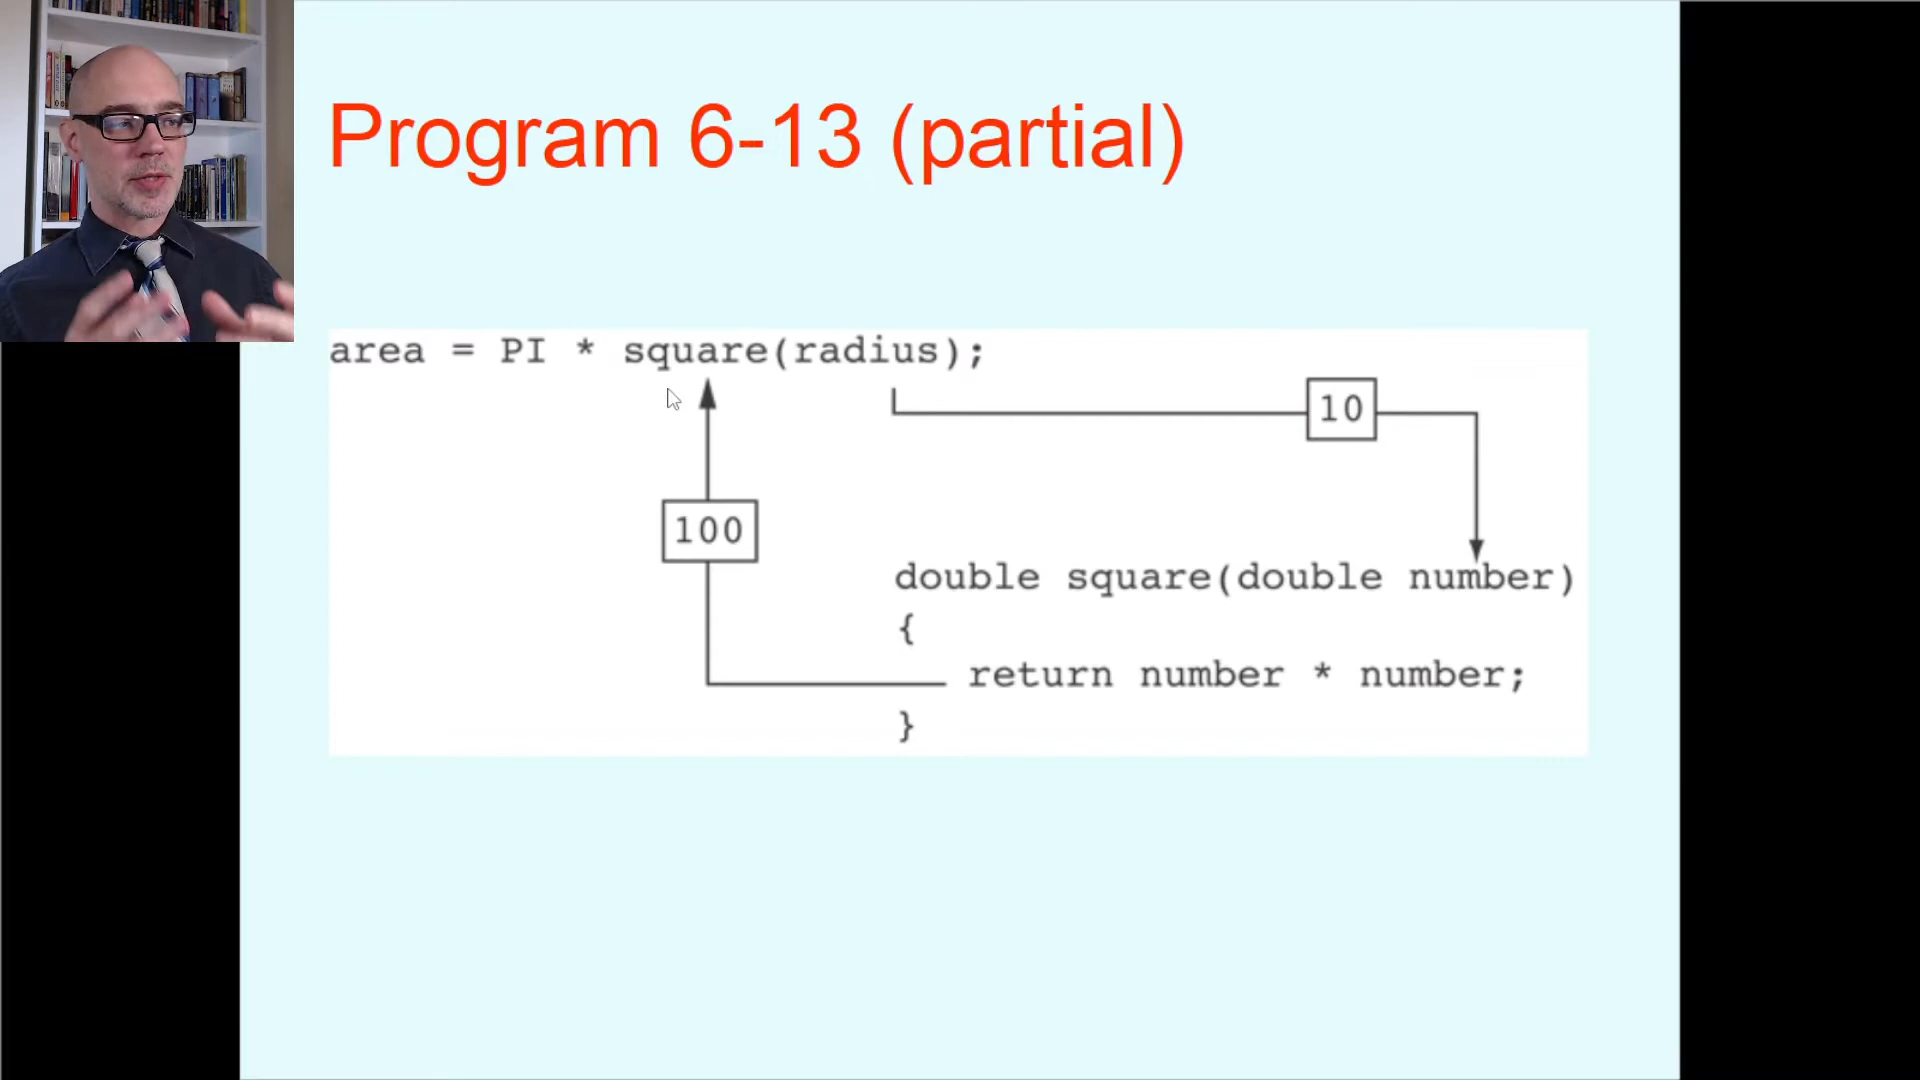 Program 6-13 (partial)
area = PI * square(radius);
10
100
double square(double number)
{
return number * number;
}